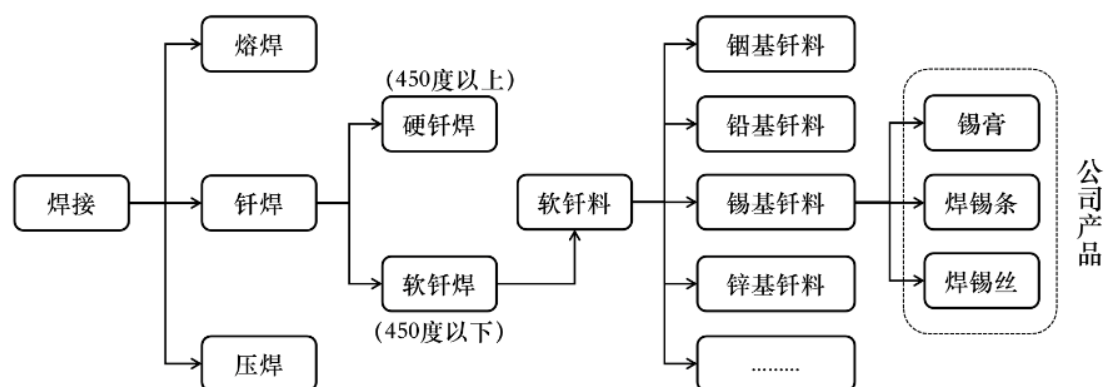 焊接
熔焊
钎焊
压焊
(450度以上)
硬钎焊
软钎焊
(450度以下)
软钎料
铟基钎料
铅基钎料
锡基钎料
锌基钎料
.........
锡膏
焊锡条
焊锡丝
公司产品